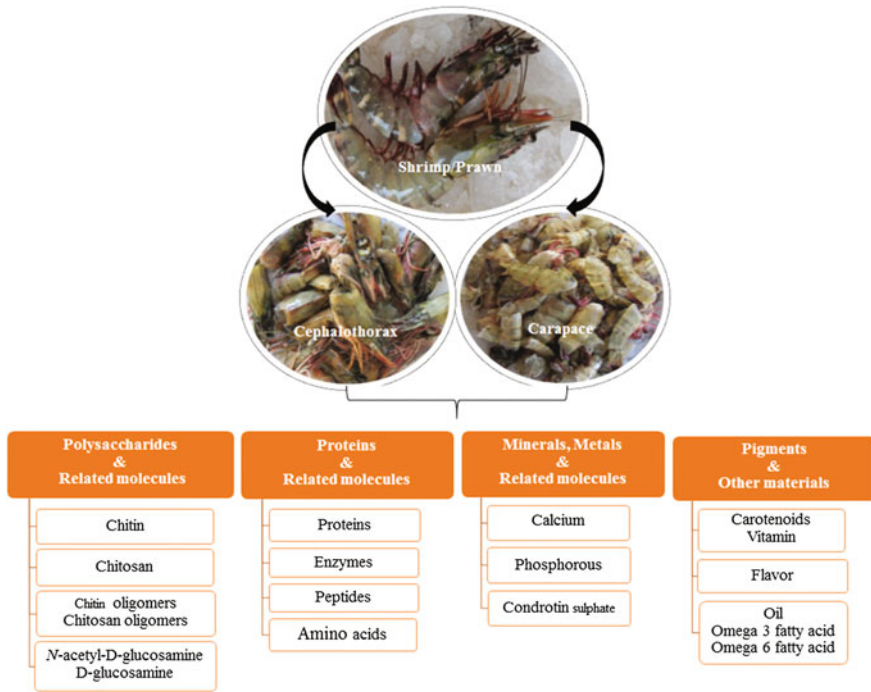 Shrimp/Prawn
Cephalothorax
Carapace
Polysaccharides
&
Related molecules
Chitin
Chitosan
Chitin oligomers
Chitosan oligomers
N-acetyl-D-glucosamine
D-glucosamine
Proteins
&
Related molecules
Proteins
Enzymes
Peptides
Amino acids
Minerals, Metals
&
Related molecules
Calcium
Phosphorous
Condrotin sulphate
Pigments
&
Other materials
Carotenoids
Vitamin
Flavor
Oil
Omega 3 fatty acid
Omega 6 fatty acid